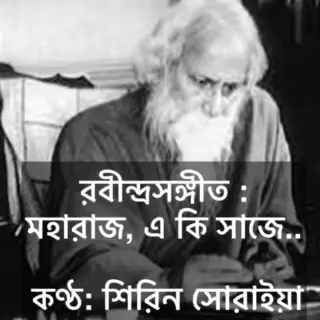 রবীন্দ্রসঙ্গীত :
মহারাজ, এ কি সাজে..
কণ্ঠ: শিরিন সোরাইয়া